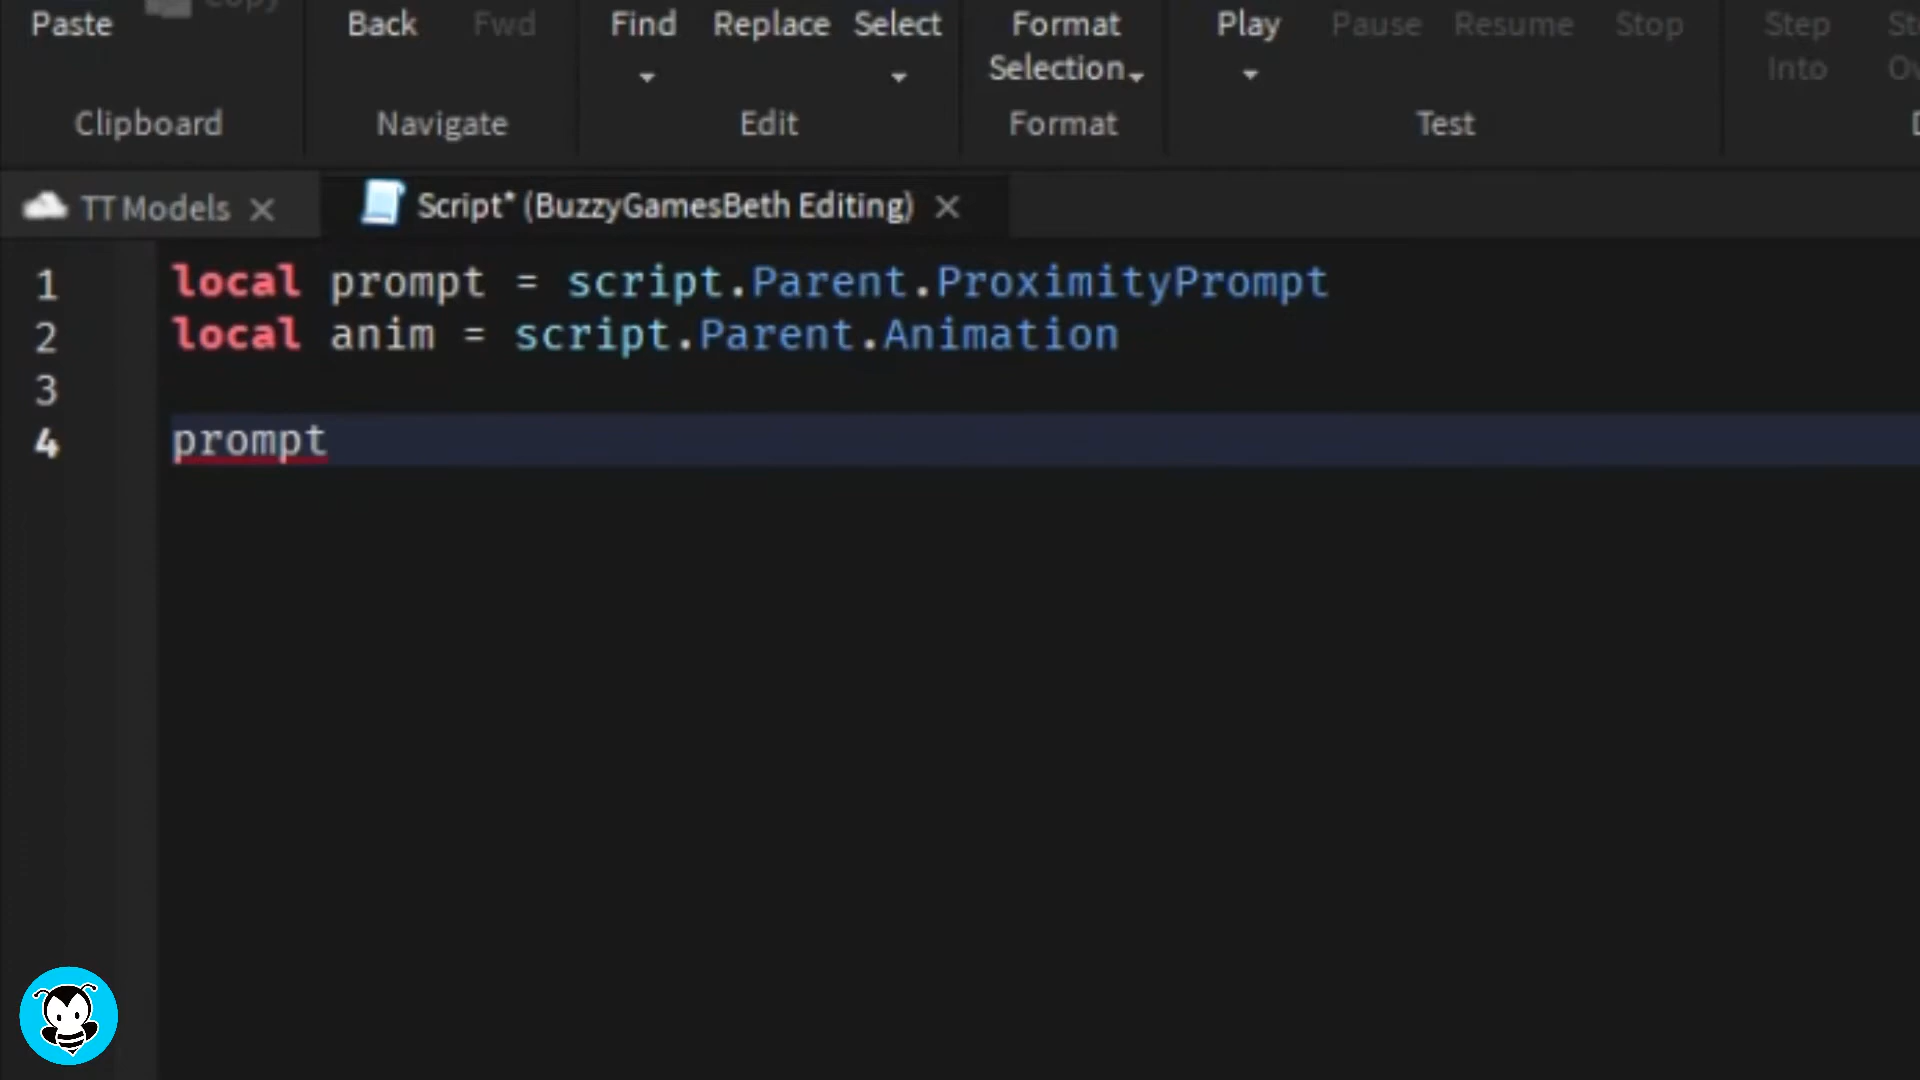 Paste Copy Back Fwd Find Replace Select Format Play Pause Resume Stop Step
Selection Into
Clipboard Navigate Edit Format Test
TT Models Script* (BuzzyGamesBeth Editing)
1 local prompt = script.Parent.ProximityPrompt
2 local anim = script.Parent.Animation
3
4 prompt